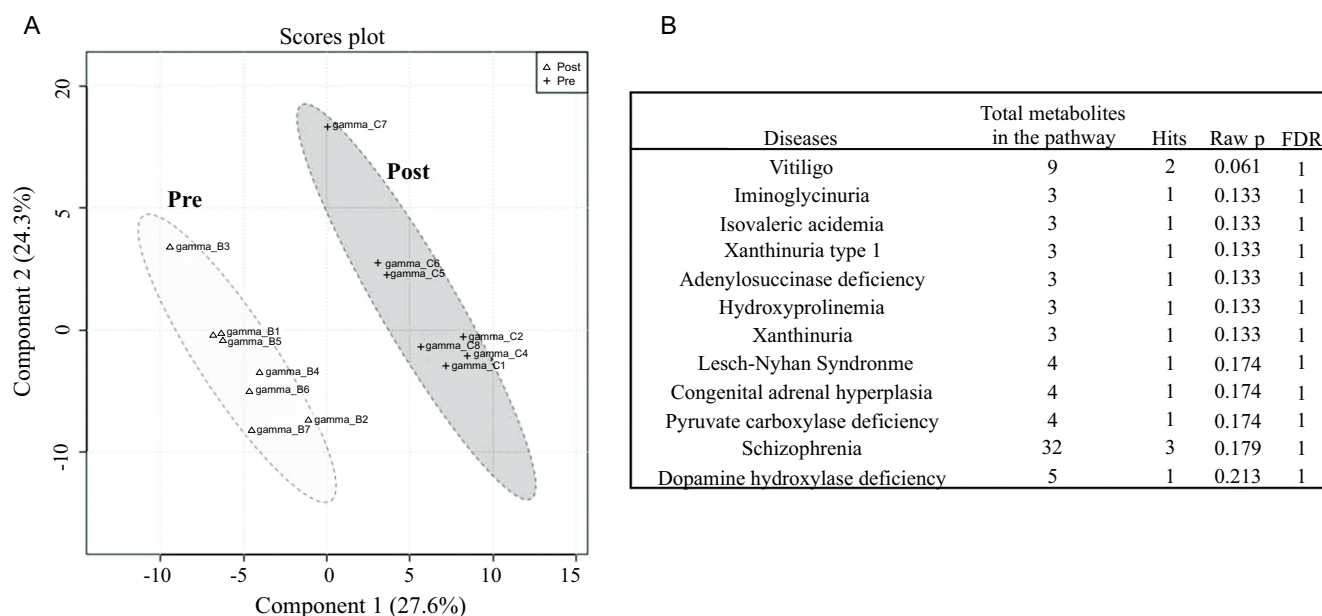 A
Scores plot
Post
Pre
gamma_C7
Post
Pre
gamma_B3
gamma_C6
gamma_C5
gamma_B1
gamma_B5
gamma_C2
gamma_C8
gamma_C4
gamma_C1
gamma_B4
gamma_B6
gamma_B2
gamma_B7
20
5
0
-10
Component 2 (24.3%)
-10 -5 0 5 10 15
Component 1 (27.6%)
B
Diseases Total metabolites in the pathway Hits Raw p FDR
Vitiligo 9 2 0.061 1
Iminoglycinuria 3 1 0.133 1
Isovaleric acidemia 3 1 0.133 1
Xanthinuria type 1 3 1 0.133 1
Adenylosuccinase deficiency 3 1 0.133 1
Hydroxyprolinemia 3 1 0.133 1
Xanthinuria 3 1 0.133 1
Lesch-Nyhan Syndronme 4 1 0.174 1
Congenital adrenal hyperplasia 4 1 0.174 1
Pyruvate carboxylase deficiency 4 1 0.174 1
Schizophrenia 32 3 0.179 1
Dopamine hydroxylase deficiency 5 1 0.213 1